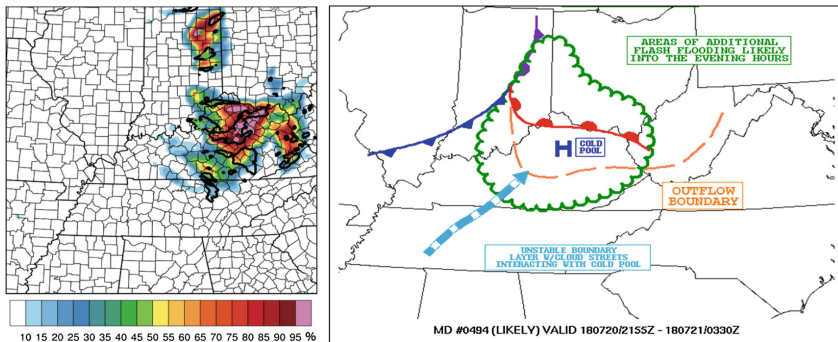 10 15 20 25 30 35 40 45 50 55 60 65 70 75 80 85 90 95 %
AREAS OF ADDITIONAL
FLASH FLOODING LIKELY
INTO THE EVENING HOURS
H
COLD
POOL
OUTFLOW
BOUNDARY
UNSTABLE BOUNDARY
LAYER W/CLOUD STREETS
INTERACTING WITH COLD POOL
MD #0494 (LIKELY) VALID 180720/2155Z - 180721/0330Z